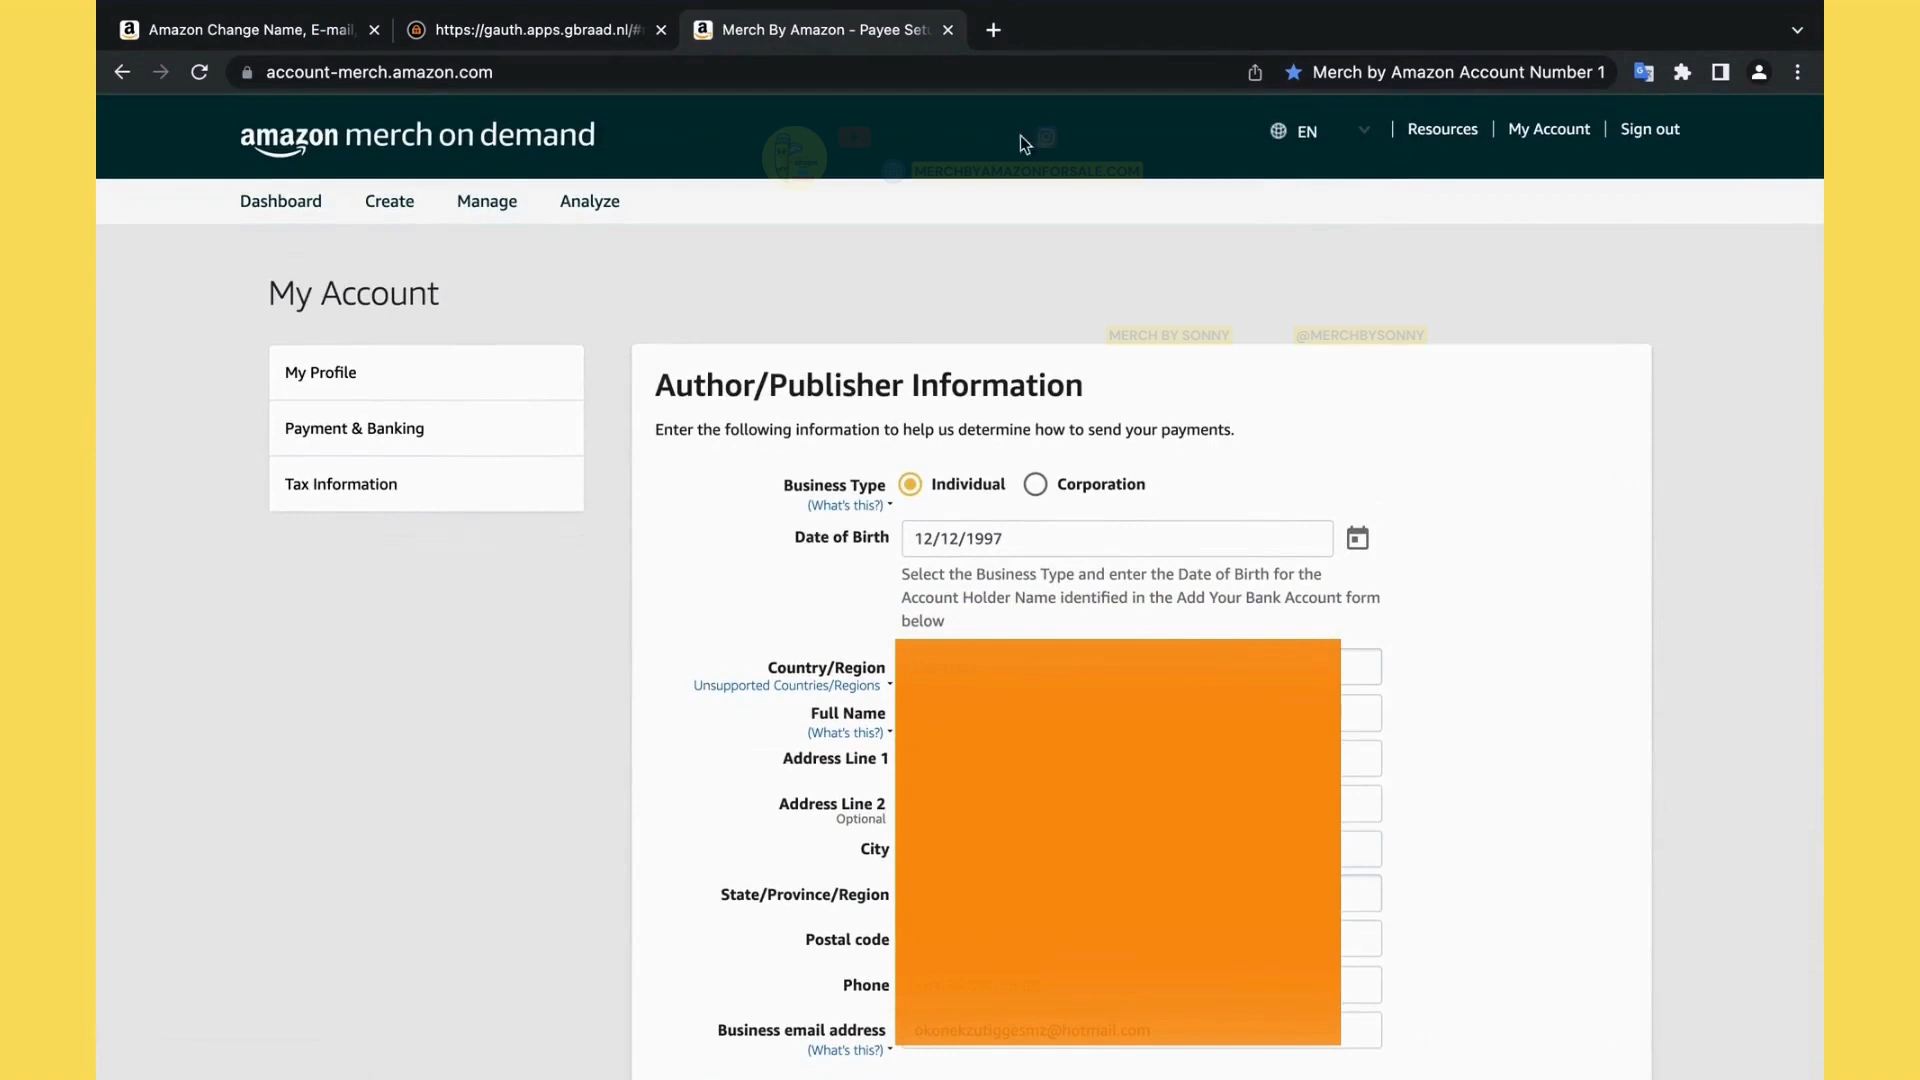 Amazon Change Name, E-mail
https://gauth.apps.gbraad.nl/#
Merch By Amazon - Payee Set
account-merch.amazon.com
Merch by Amazon Account Number 1
amazon merch on demand
EN
Resources
My Account
Sign out
MERCHBYAMAZONFORSALE.COM
Dashboard
Create
Manage
Analyze
My Account
MERCH BY SONNY
@MERCHBYSONNY
My Profile
Payment & Banking
Tax Information
Author/Publisher Information
Enter the following information to help us determine how to send your payments.
Business Type
Individual
Corporation
(What's this?)
Date of Birth
12/12/1997
Select the Business Type and enter the Date of Birth for the
Account Holder Name identified in the Add Your Bank Account form
below
Country/Region
Unsupported Countries/Regions
Full Name
(What's this?)
Address Line 1
Address Line 2
Optional
City
State/Province/Region
Postal code
Phone
Business email address
okonekzutiggesmz@hotmail.com
(What's this?)